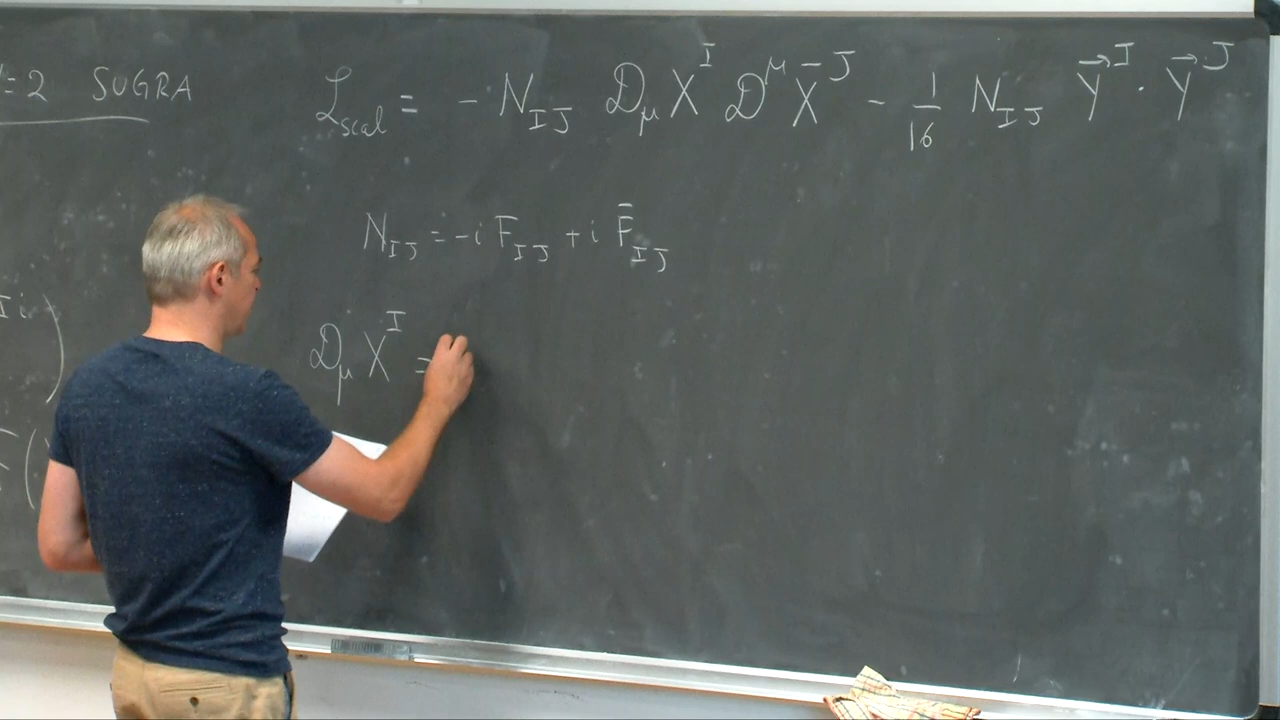 =2 SUGRA
ℒ_scal = - N_IJ 𝒟_μ X^I 𝒟^μ X̄^J - 1/16 N_IJ Y⃗^I · Y⃗^J
N_IJ = -i F_IJ + i F̄_IJ
𝒟_μ X^I =